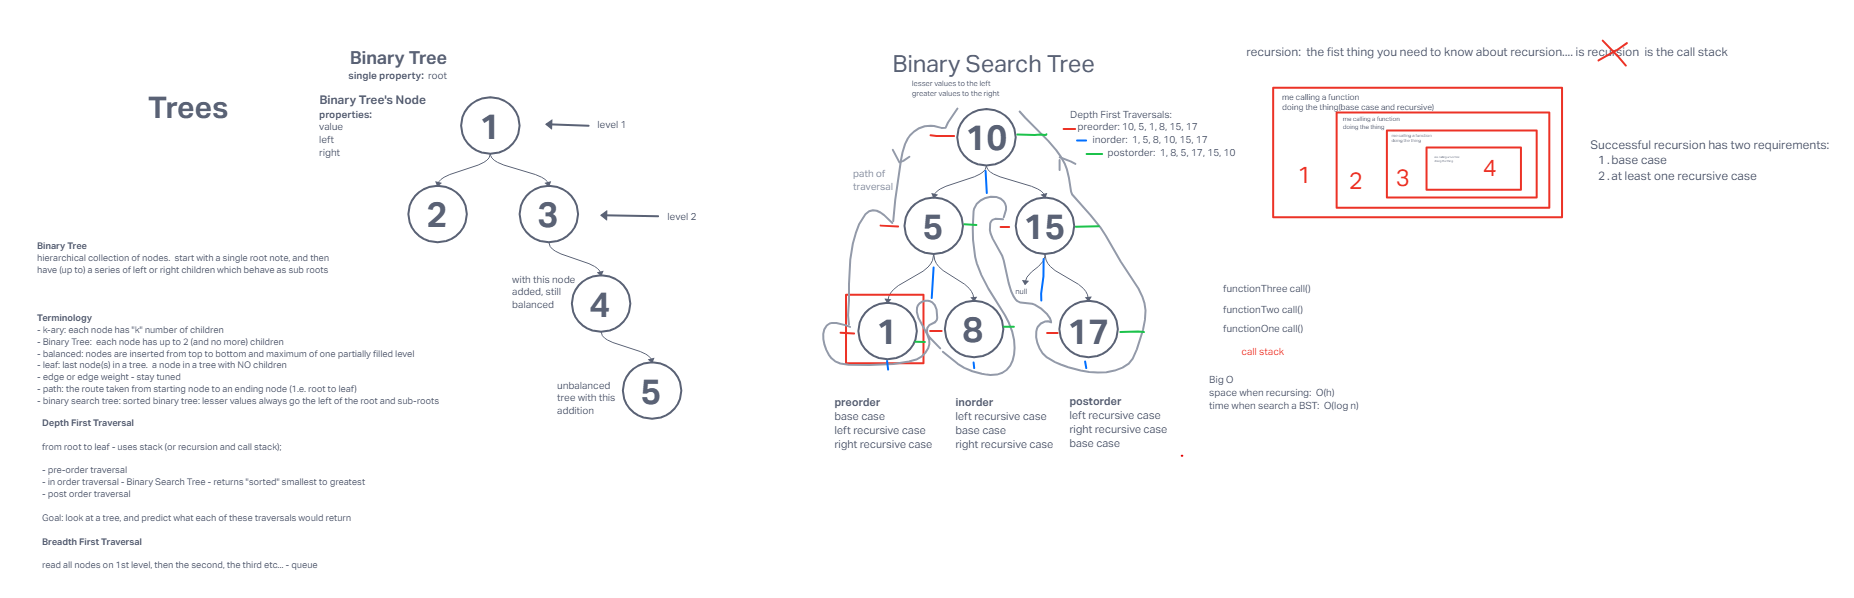 Trees
Binary Tree
hierarchical collection of nodes.  start with a single root note, and then
have (up to) a series of left or right children which behave as sub roots
Terminology
- k-ary: each node has "k" number of children
- Binary Tree:  each node has up to 2 (and no more) children
- balanced: nodes are inserted from top to bottom and maximum of one partially filled level
- leaf: last node(s) in a tree.  a node in a tree with NO children
- edge or edge weight - stay tuned
- path: the route taken from starting node to an ending node (1.e. root to leaf)
- binary search tree: sorted binary tree: lesser values always go the left of the root and sub-roots
Depth First Traversal
from root to leaf - uses stack (or recursion and call stack);
- pre-order traversal
- in order traversal - Binary Search Tree - returns "sorted" smallest to greatest
- post order traversal
Goal: look at a tree, and predict what each of these traversals would return
Breadth First Traversal
read all nodes on 1st level, then the second, the third etc... - queue
Binary Tree
single property: root
Binary Tree's Node
properties:
value
left
right
1
level 1
2
3
level 2
with this node
added, still
balanced
4
unbalanced
tree with this
addition
5
Binary Search Tree
lesser values to the left
greater values to the right
10
Depth First Traversals:
preorder: 10, 5, 1, 8, 15, 17
inorder:  1, 5, 8, 10, 15, 17
postorder:  1, 8, 5, 17, 15, 10
path of
traversal
5
15
null
1
8
17
preorder
base case
left recursive case
right recursive case
inorder
left recursive case
base case
right recursive case
postorder
left recursive case
right recursive case
base case
recursion:  the fist thing you need to know about recursion.... is recursion  is the call stack
me calling a function
doing the thing(base case and recursive)
me calling a function
doing the thing
me calling a function
doing the thing
1
2
3
4
Successful recursion has two requirements:
1. base case
2. at least one recursive case
functionThree call()
functionTwo call()
functionOne call()
call stack
Big O
space when recursing:  O(h)
time when search a BST:  O(log n)